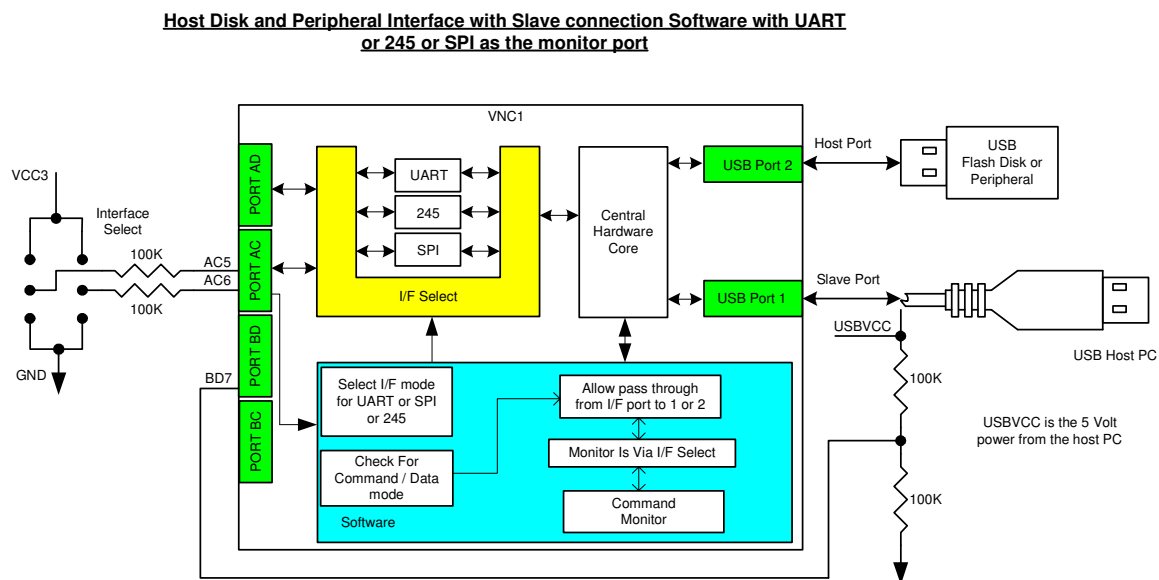 Host Disk and Peripheral Interface with Slave connection Software with UART
or 245 or SPI as the monitor port
VNC1
VCC3
Interface
Select
100K
AC5
AC6
100K
GND
BD7
PORT AD
PORT AC
PORT BD
PORT BC
UART
245
SPI
I/F Select
Central
Hardware
Core
USB Port 2
USB Port 1
Host Port
USB
Flash Disk or
Peripheral
Slave Port
USBVCC
USB Host PC
100K
USBVCC is the 5 Volt
power from the host PC
100K
Select I/F mode
for UART or SPI
or 245
Check For
Command / Data
mode
Software
Allow pass through
from I/F port to 1 or 2
Monitor Is Via I/F Select
Command
Monitor